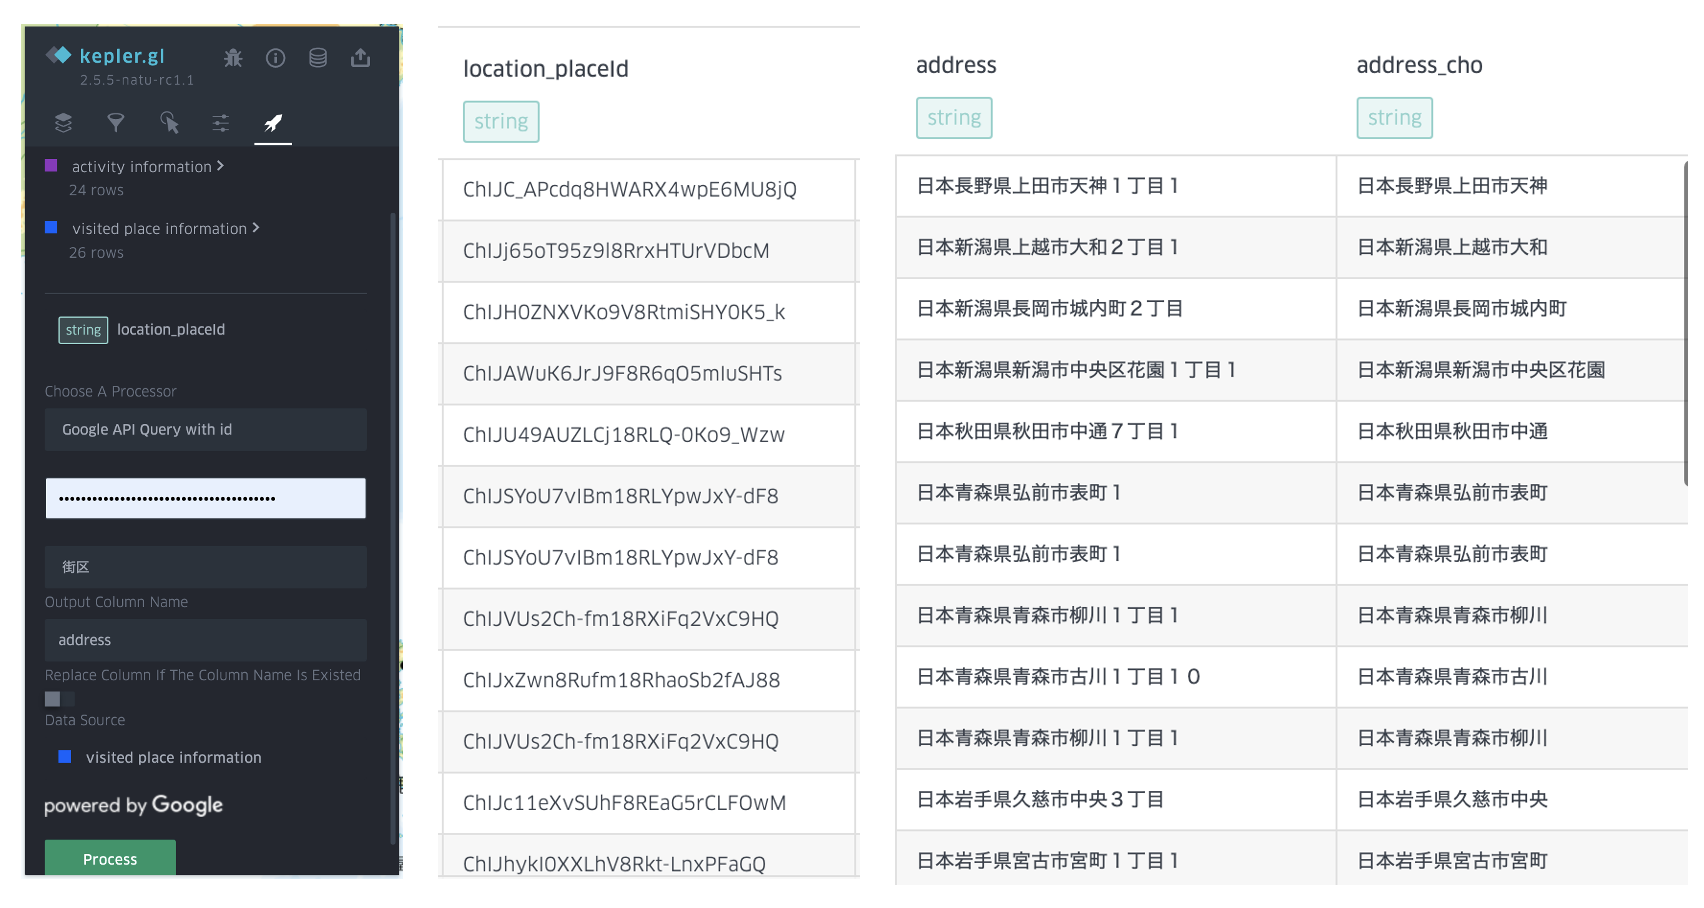 kepler.gl
2.5.5-natu-rc1.1
activity information
24 rows
visited place information
26 rows
string location_placeId
Choose A Processor
Google API Query with id
••••••••••••••••••••••••••••••••••••••
街区
Output Column Name
address
Replace Column If The Column Name Is Existed
Data Source
visited place information
powered by Google
Process
location_placeId
string
ChIJC_APcdq8HWARX4wpE6MU8jQ
ChIJj65oT95z9l8RrxHTUrVDbcM
ChIJH0ZNXVKo9V8RtmiSHY0K5_k
ChIJAWuK6JrJ9F8R6qO5mIuSHTs
ChIJU49AUZLCj18RLQ-0Ko9_Wzw
ChIJSYoU7vIBm18RLYpwJxY-dF8
ChIJSYoU7vIBm18RLYpwJxY-dF8
ChIJVUs2Ch-fm18RXiFq2VxC9HQ
ChIJxZwn8Rufm18RhaoSb2fAJ88
ChIJVUs2Ch-fm18RXiFq2VxC9HQ
ChIJc11eXvSUhF8REaG5rCLFOwM
ChIJhykI0XXLhV8Rkt-LnxPFaGQ
address address_cho
string string
日本長野県上田市天神１丁目１ 日本長野県上田市天神
日本新潟県上越市大和２丁目１ 日本新潟県上越市大和
日本新潟県長岡市城内町２丁目 日本新潟県長岡市城内町
日本新潟県新潟市中央区花園１丁目１ 日本新潟県新潟市中央区花園
日本秋田県秋田市中通７丁目１ 日本秋田県秋田市中通
日本青森県弘前市表町１ 日本青森県弘前市表町
日本青森県弘前市表町１ 日本青森県弘前市表町
日本青森県青森市柳川１丁目１ 日本青森県青森市柳川
日本青森県青森市古川１丁目１０ 日本青森県青森市古川
日本青森県青森市柳川１丁目１ 日本青森県青森市柳川
日本岩手県久慈市中央３丁目 日本岩手県久慈市中央
日本岩手県宮古市宮町１丁目１ 日本岩手県宮古市宮町